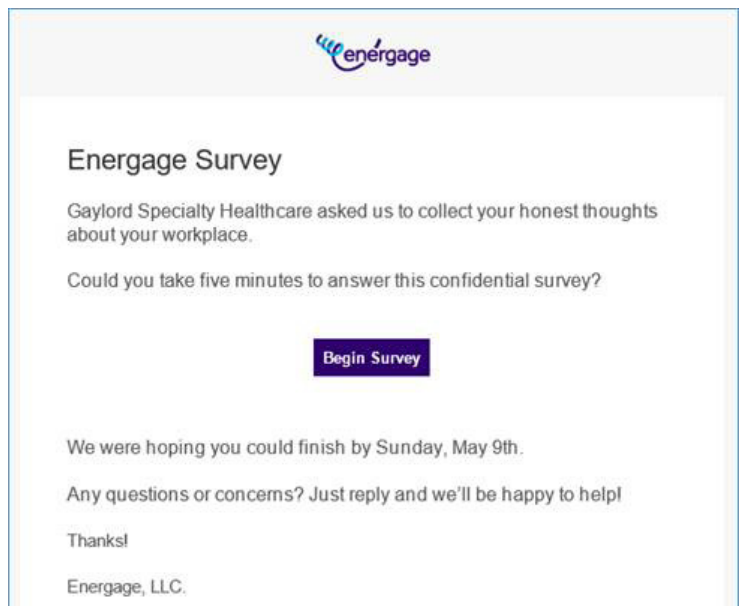 enérgage
Energage Survey
Gaylord Specialty Healthcare asked us to collect your honest thoughts
about your workplace.
Could you take five minutes to answer this confidential survey?
Begin Survey
We were hoping you could finish by Sunday, May 9th.
Any questions or concerns? Just reply and we'll be happy to help!
Thanks!
Energage, LLC.